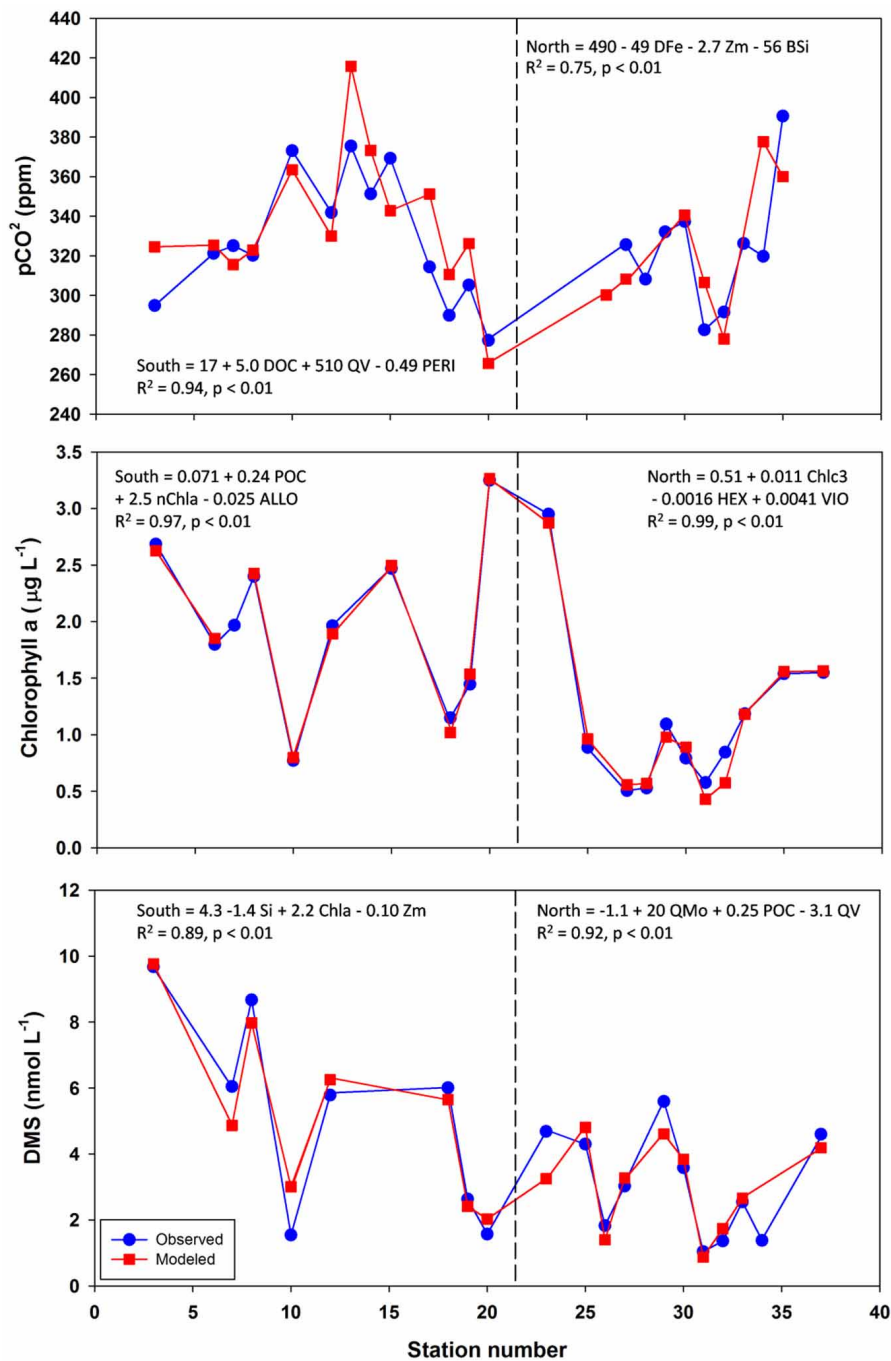 440
420
400
380
360
340
320
300
280
260
240
pCO² (ppm)
North = 490 - 49 DFe - 2.7 Zm - 56 BSi
R² = 0.75, p < 0.01
South = 17 + 5.0 DOC + 510 QV - 0.49 PERI
R² = 0.94, p < 0.01
3.5
3.0
2.5
2.0
1.5
1.0
0.5
0.0
Chlorophyll a ( µg L⁻¹)
South = 0.071 + 0.24 POC
+ 2.5 nChla - 0.025 ALLO
R² = 0.97, p < 0.01
North = 0.51 + 0.011 Chlc3
- 0.0016 HEX + 0.0041 VIO
R² = 0.99, p < 0.01
12
10
8
6
4
2
0
DMS (nmol L⁻¹)
South = 4.3 -1.4 Si + 2.2 Chla - 0.10 Zm
R² = 0.89, p < 0.01
North = -1.1 + 20 QMo + 0.25 POC - 3.1 QV
R² = 0.92, p < 0.01
Observed
Modeled
0 5 10 15 20 25 30 35 40
Station number